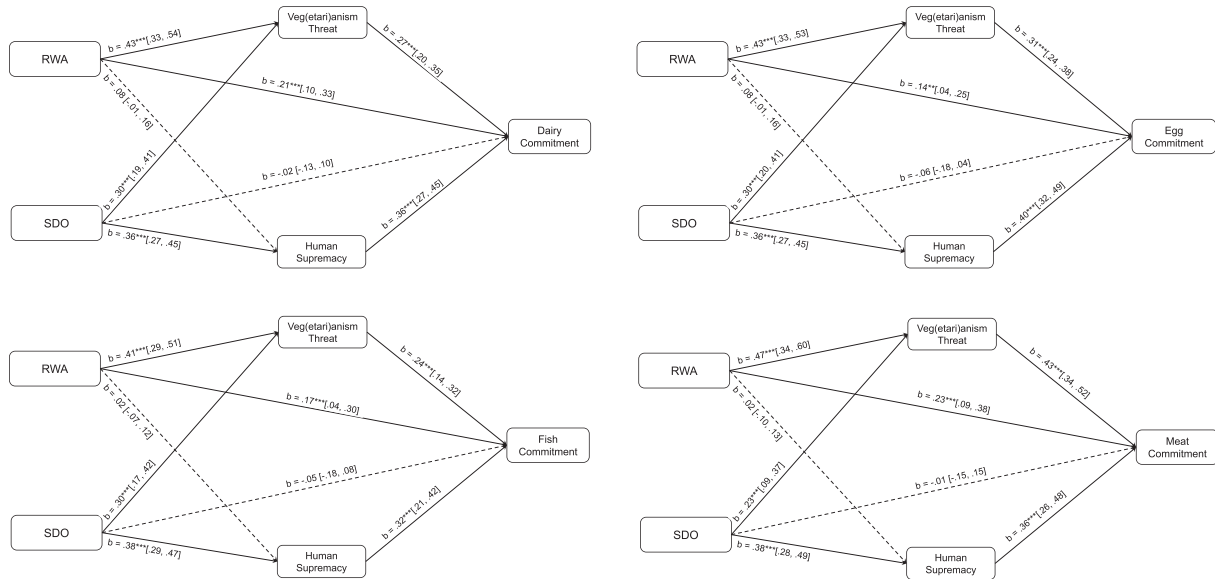 Veg(etari)anism
Threat
RWA
b = .43***[.33, .54]
b = .27***[.20, .35]
b = .21***[.10, .33]
b = .08 [-.01, .16]
Dairy
Commitment
b = .30***[.19, .41]
b = -.02 [-.13, .10]
b = .36***[.27, .45]
SDO
b = .36***[.27, .45]
Human
Supremacy
Veg(etari)anism
Threat
RWA
b = .43***[.33, .53]
b = .31***[.24, .38]
b = .14**[.04, .25]
b = .08 [-.01, .16]
Egg
Commitment
b = .30***[.20, .41]
b = -.06 [-.18, .04]
b = .40***[.32, .49]
SDO
b = .36***[.27, .45]
Human
Supremacy
Veg(etari)anism
Threat
RWA
b = .41***[.29, .51]
b = .24***[.14, .32]
b = .17***[.04, .30]
b = .02 [-.07, .12]
Fish
Commitment
b = .30***[.17, .42]
b = -.05 [-.18, .08]
b = .32***[.21, .42]
SDO
b = .38***[.29, .47]
Human
Supremacy
Veg(etari)anism
Threat
RWA
b = .47***[.34, .60]
b = .43***[.34, .52]
b = .23***[.09, .38]
b = .02 [-.10, .13]
Meat
Commitment
b = .23***[.09, .37]
b = -.01 [-.15, .15]
b = .36***[.26, .48]
SDO
b = .38***[.28, .49]
Human
Supremacy